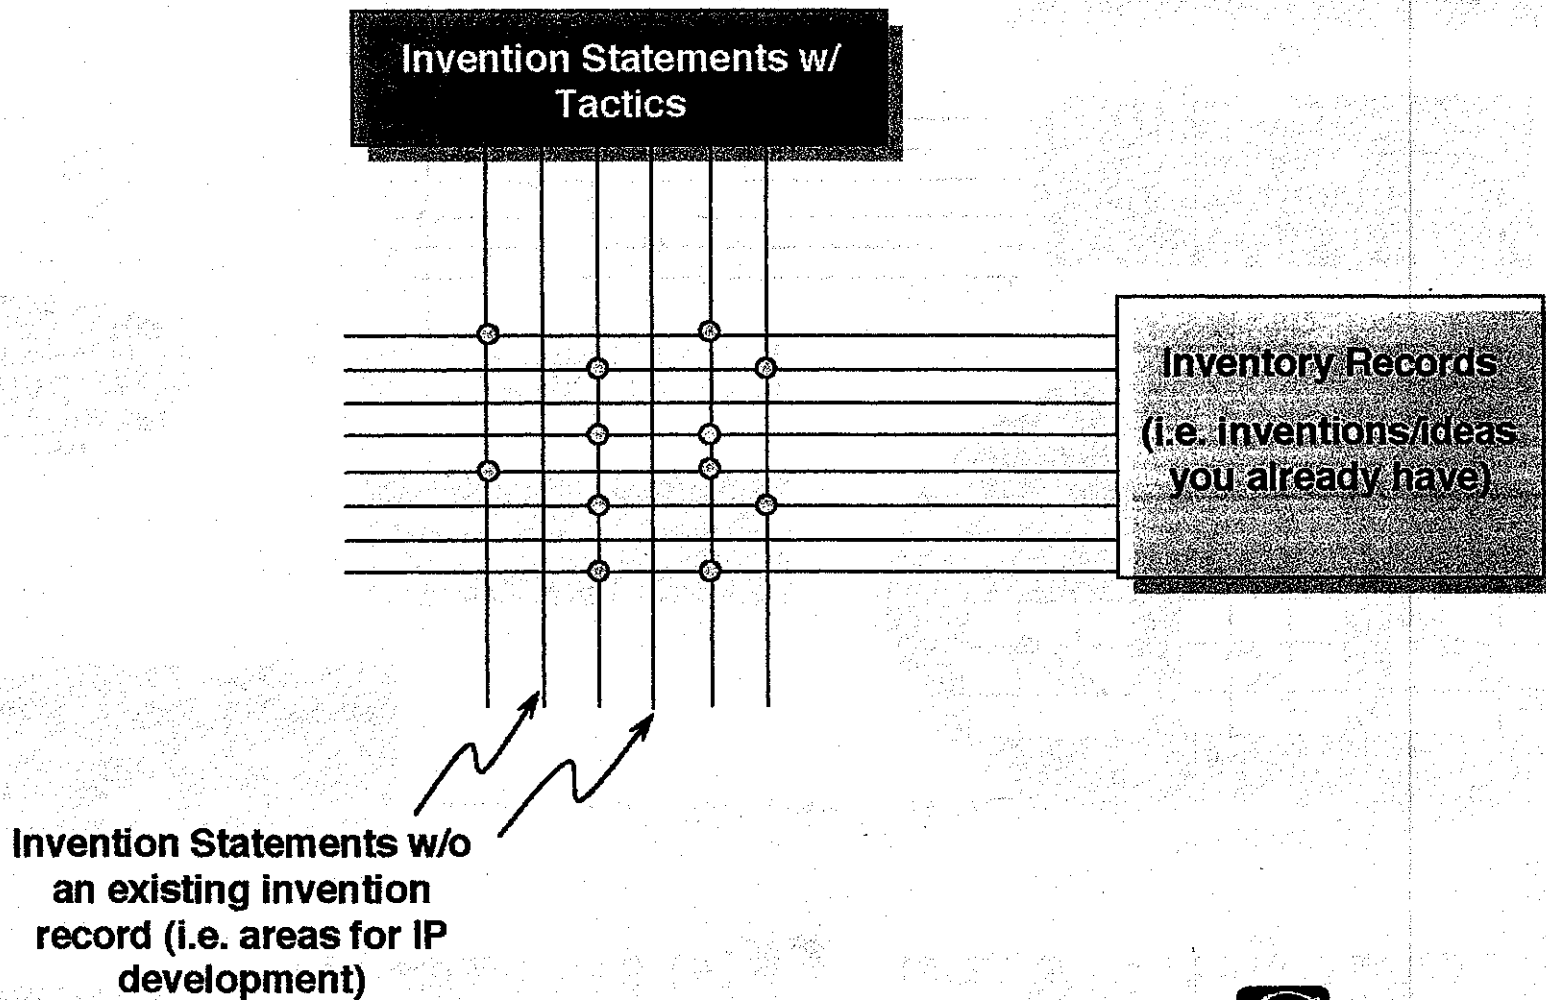 Invention Statements w/
Tactics
Inventory Records
(i.e. inventions/ideas
you already have)
Invention Statements w/o
an existing invention
record (i.e. areas for IP
development)